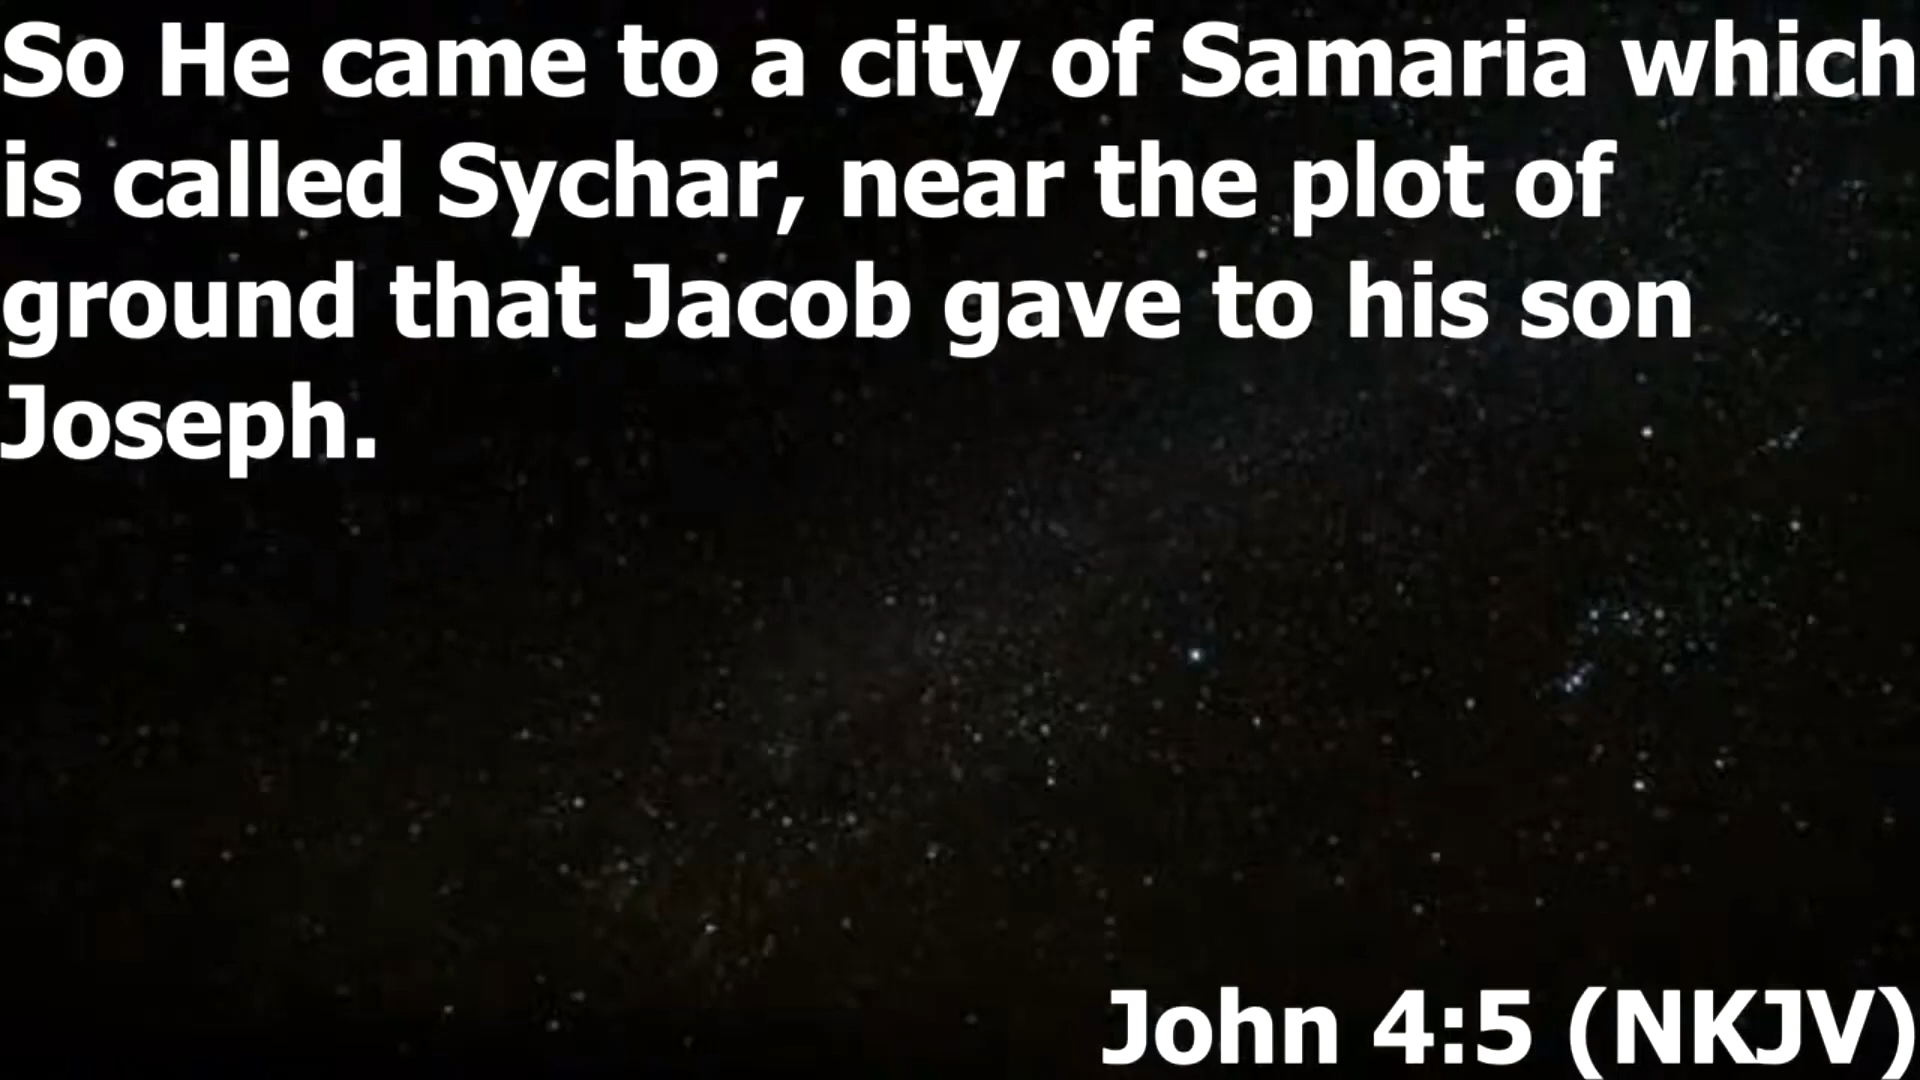 So He came to a city of Samaria which
is called Sychar, near the plot of
ground that Jacob gave to his son
Joseph.
John 4:5 (NKJV)